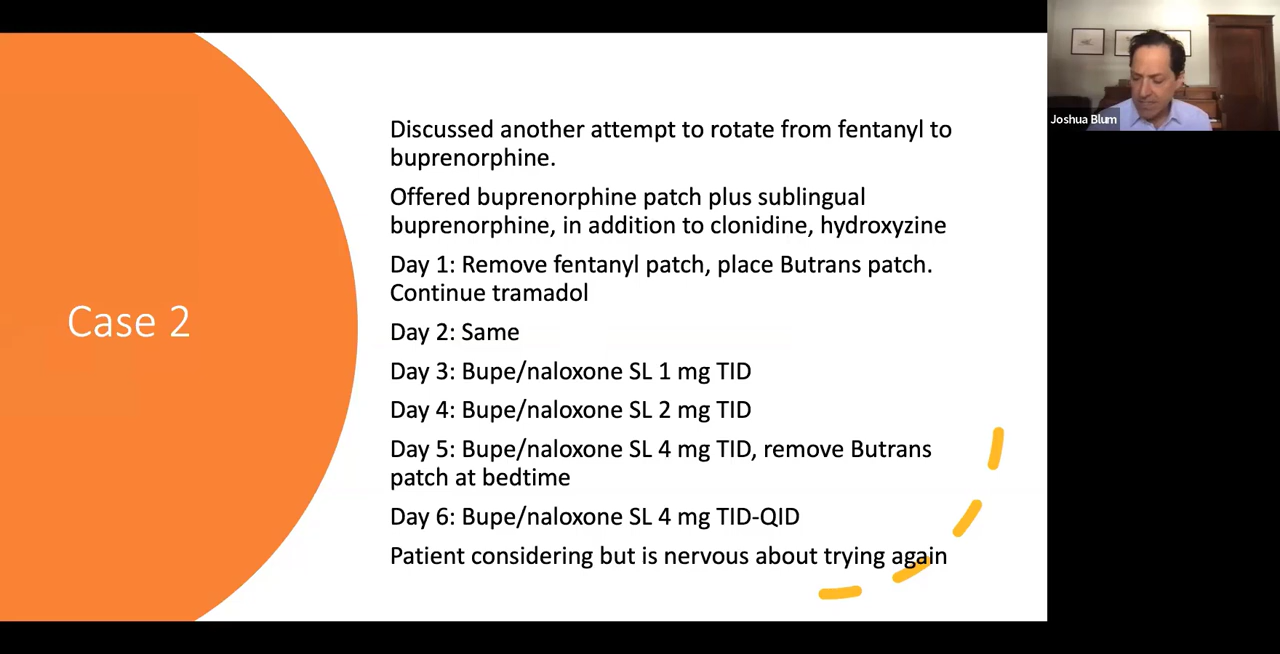 Case 2
Discussed another attempt to rotate from fentanyl to
buprenorphine.
Offered buprenorphine patch plus sublingual
buprenorphine, in addition to clonidine, hydroxyzine
Day 1: Remove fentanyl patch, place Butrans patch.
Continue tramadol
Day 2: Same
Day 3: Bupe/naloxone SL 1 mg TID
Day 4: Bupe/naloxone SL 2 mg TID
Day 5: Bupe/naloxone SL 4 mg TID, remove Butrans
patch at bedtime
Day 6: Bupe/naloxone SL 4 mg TID-QID
Patient considering but is nervous about trying again
Joshua Blum